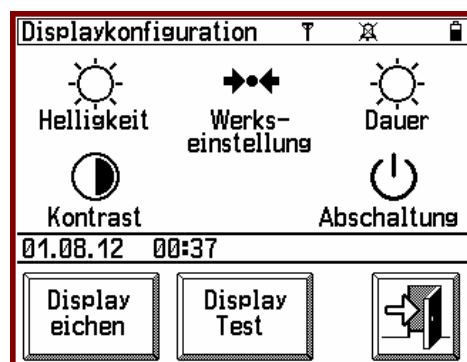 Displaykonfiguration
Helligkeit
Werks-
einstellung
Dauer
Kontrast
Abschaltung
01.08.12 00:37
Display
eichen
Display
Test